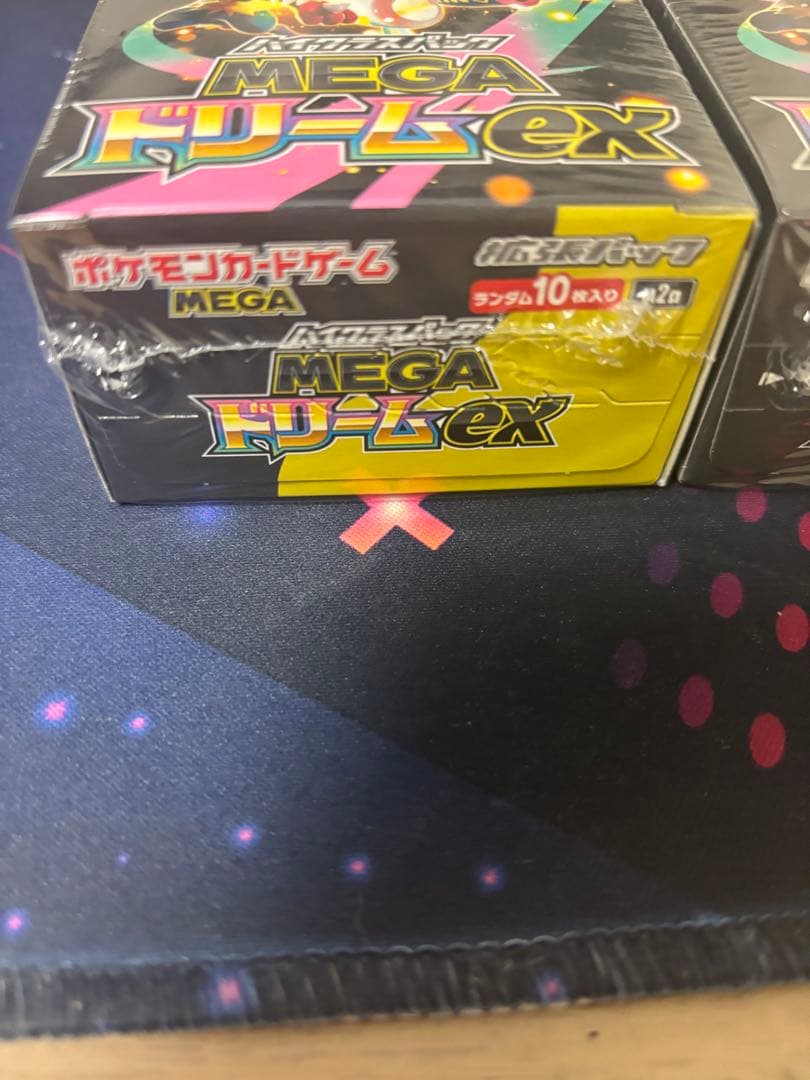 ハイクラスパック
MEGA
ドリームex
ポケモンカードゲーム
MEGA
拡張パック
ランダム10枚入り
ハイクラスパック
MEGA
ドリームex